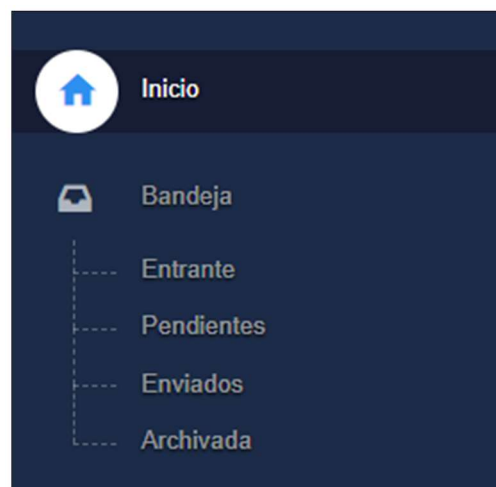 Inicio
Bandeja
Entrante
Pendientes
Enviados
Archivada